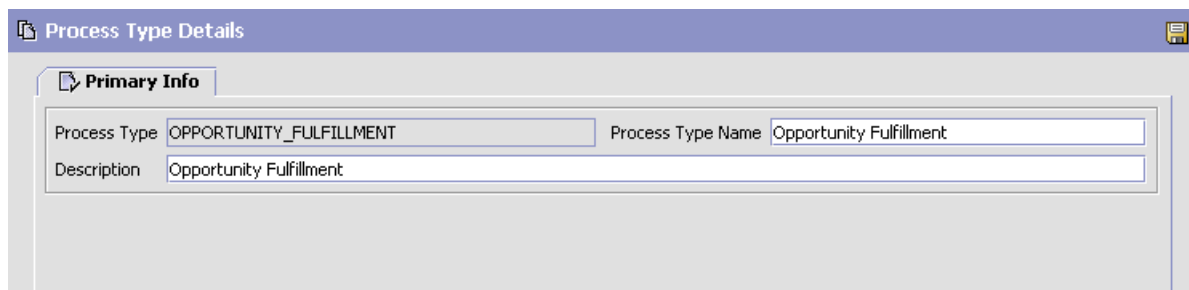 Process Type Details
Primary Info
Process Type OPPORTUNITY_FULFILLMENT Process Type Name Opportunity Fulfillment
Description Opportunity Fulfillment